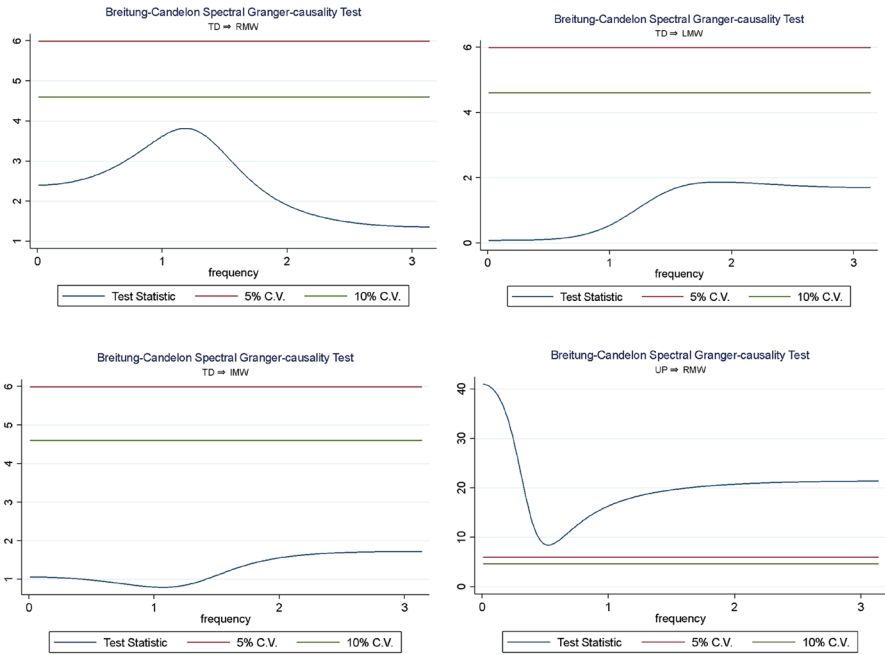 Breitung-Candelon Spectral Granger-causality Test
TD ⇒ RMW
6
5
4
3
2
1
0 1 2 3
frequency
Test Statistic 5% C.V. 10% C.V.
Breitung-Candelon Spectral Granger-causality Test
TD ⇒ LMW
6
4
2
0
0 1 2 3
frequency
Test Statistic 5% C.V. 10% C.V.
Breitung-Candelon Spectral Granger-causality Test
TD ⇒ IMW
6
5
4
3
2
1
0 1 2 3
frequency
Test Statistic 5% C.V. 10% C.V.
Breitung-Candelon Spectral Granger-causality Test
UP ⇒ RMW
40
30
20
10
0
0 1 2 3
frequency
Test Statistic 5% C.V. 10% C.V.